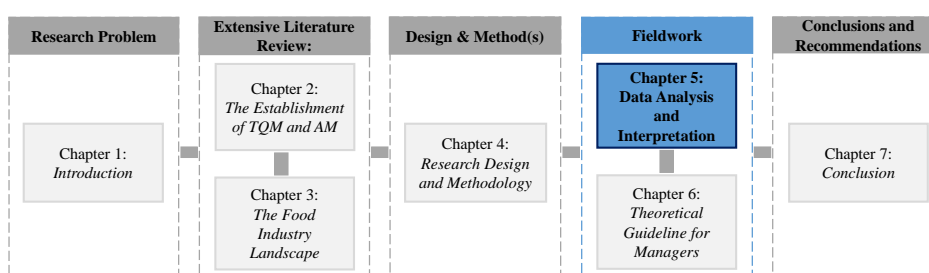 Research Problem
Extensive Literature
Review:
Design & Method(s)
Fieldwork
Conclusions and
Recommendations
Chapter 1:
Introduction
Chapter 2:
The Establishment
of TQM and AM
Chapter 3:
The Food
Industry
Landscape
Chapter 4:
Research Design
and Methodology
Chapter 5:
Data Analysis
and
Interpretation
Chapter 6:
Theoretical
Guideline for
Managers
Chapter 7:
Conclusion